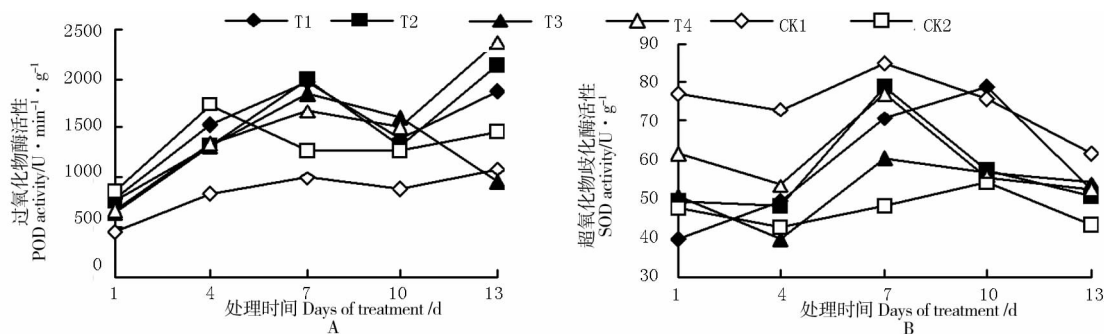 T1 T2 T3 T4 CK1 CK2
过氧化物酶活性
POD activity/U·min⁻¹·g⁻¹
2500
2000
1500
1000
500
0
1 4 7 10 13
处理时间 Days of treatment /d
A
超氧化物歧化酶活性
SOD activity/U·g⁻¹
90
80
70
60
50
40
30
1 4 7 10 13
处理时间 Days of treatment /d
B